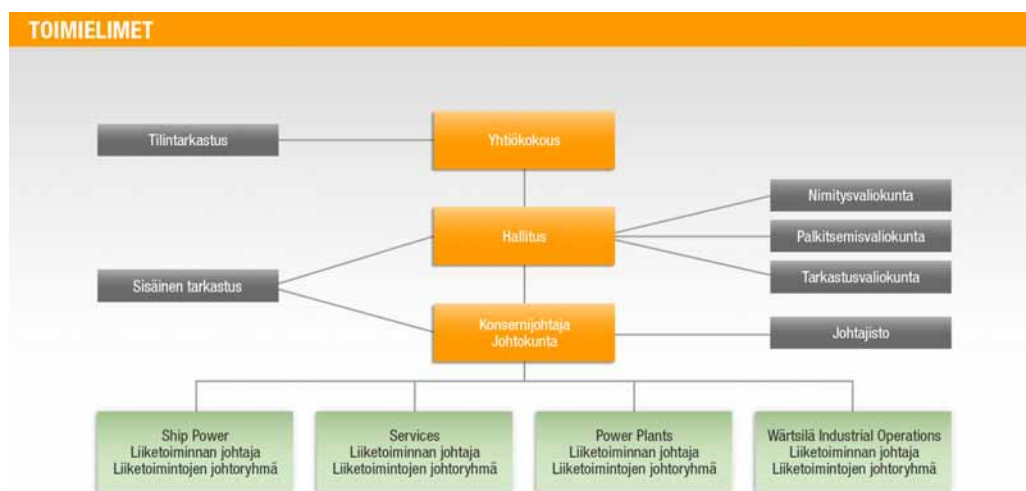 TOIMIELIMET
Tilintarkastus
Yhtiökokous
Nimitysvaliokunta
Hallitus
Palkitsemisvaliokunta
Tarkastusvaliokunta
Sisäinen tarkastus
Konsernijohtaja
Johtokunta
Johtajisto
Ship Power
Liiketoiminnan johtaja
Liiketoimintojen johtoryhmä
Services
Liiketoiminnan johtaja
Liiketoimintojen johtoryhmä
Power Plants
Liiketoiminnan johtaja
Liiketoimintojen johtoryhmä
Wärtsilä Industrial Operations
Liiketoiminnan johtaja
Liiketoimintojen johtoryhmä